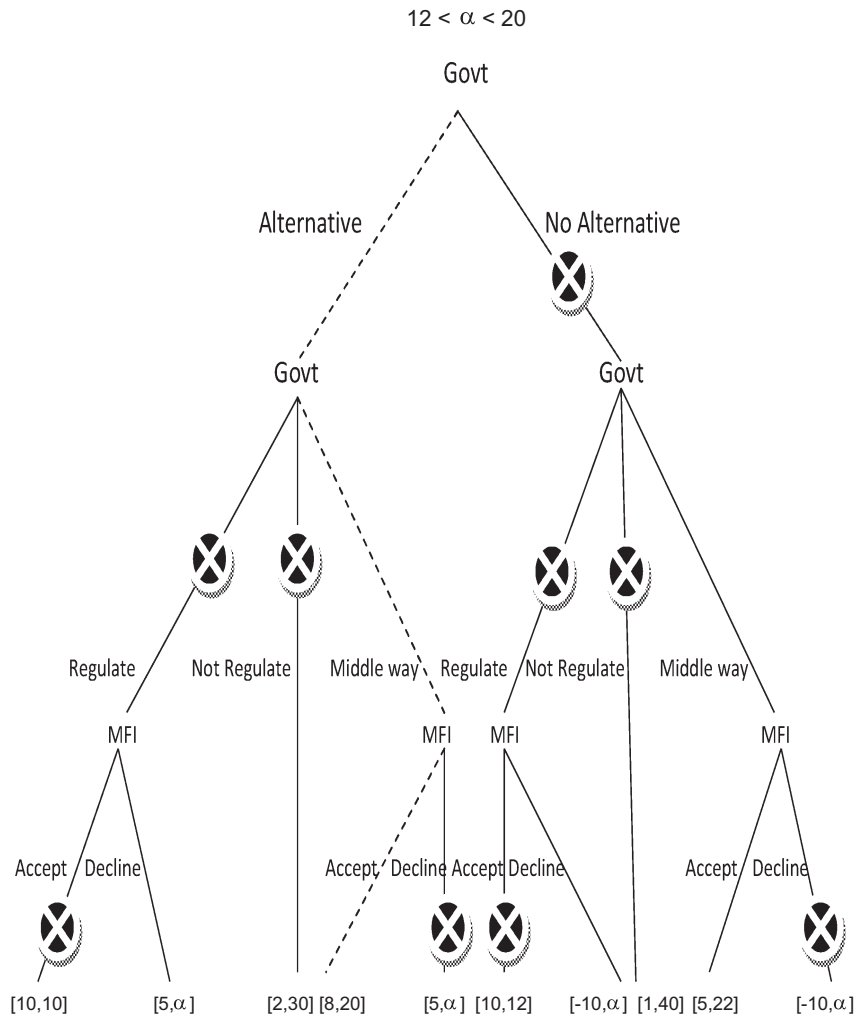 12 < α < 20
Govt
Alternative No Alternative
Govt Govt
Regulate Not Regulate Middle way Regulate Not Regulate Middle way
MFI MFI MFI MFI
Accept Decline Accept Decline Accept Decline Accept Decline
[10,10] [5,α] [2,30] [8,20] [5,α] [10,12] [-10,α] [1,40] [5,22] [-10,α]